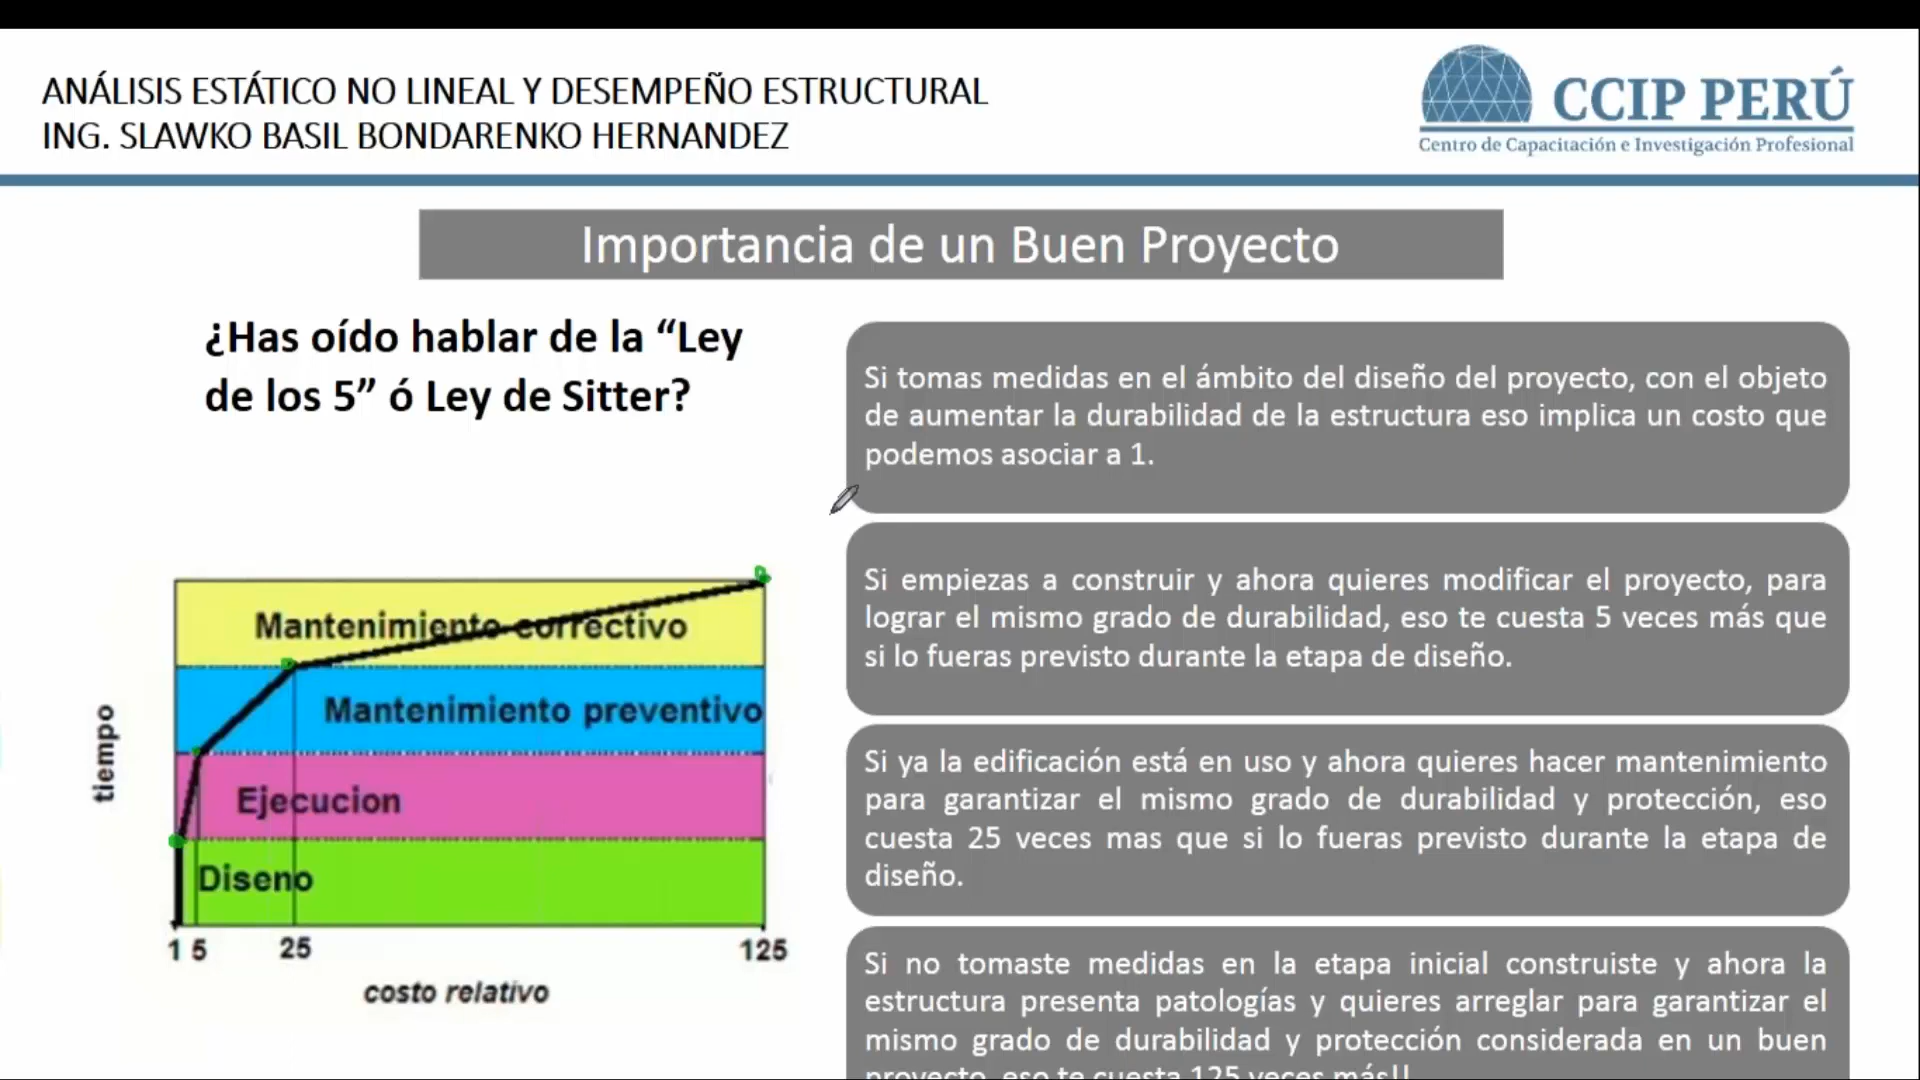 ANÁLISIS ESTÁTICO NO LINEAL Y DESEMPEÑO ESTRUCTURAL
ING. SLAWKO BASIL BONDARENKO HERNANDEZ
CCIP PERÚ
Centro de Capacitación e Investigación Profesional
Importancia de un Buen Proyecto
¿Has oído hablar de la “Ley
de los 5” ó Ley de Sitter?
Mantenimiento correctivo
Mantenimiento preventivo
Ejecucion
Diseno
tiempo
1 5 25 125
costo relativo
Si tomas medidas en el ámbito del diseño del proyecto, con el objeto
de aumentar la durabilidad de la estructura eso implica un costo que
podemos asociar a 1.
Si empiezas a construir y ahora quieres modificar el proyecto, para
lograr el mismo grado de durabilidad, eso te cuesta 5 veces más que
si lo fueras previsto durante la etapa de diseño.
Si ya la edificación está en uso y ahora quieres hacer mantenimiento
para garantizar el mismo grado de durabilidad y protección, eso
cuesta 25 veces mas que si lo fueras previsto durante la etapa de
diseño.
Si no tomaste medidas en la etapa inicial construiste y ahora la
estructura presenta patologías y quieres arreglar para garantizar el
mismo grado de durabilidad y protección considerada en un buen
proyecto, eso te cuesta 125 veces más!!